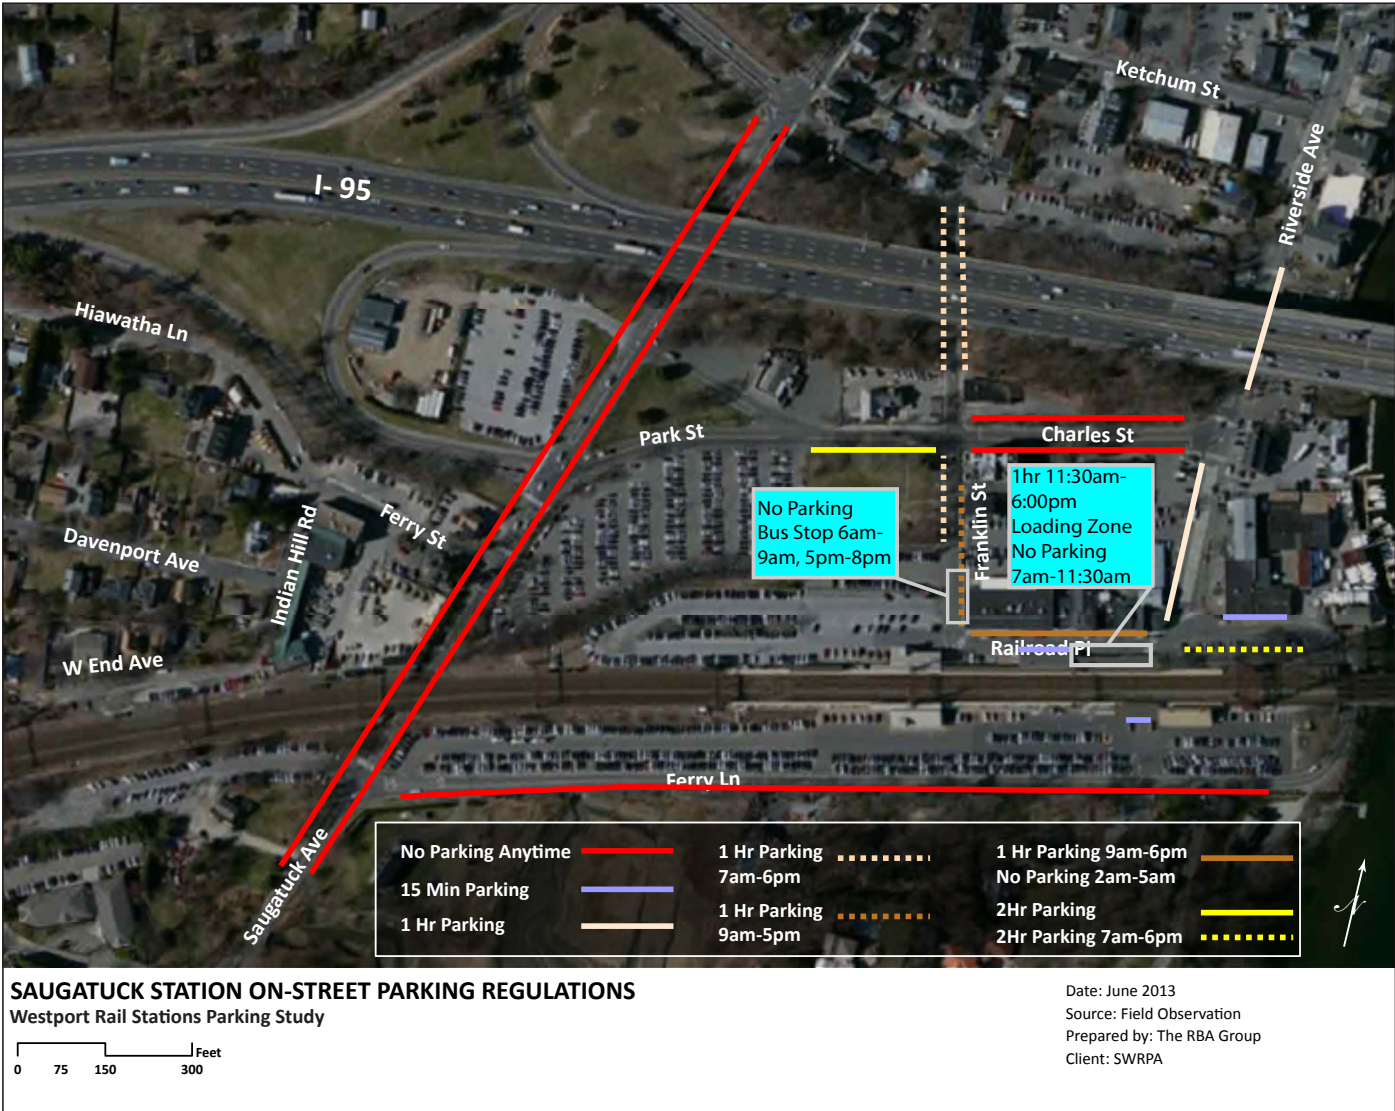 Ketchum St
Riverside Ave
I- 95
Hiawatha Ln
Park St
Charles St
1hr 11:30am-
6:00pm
Loading Zone
No Parking
7am-11:30am
No Parking
Bus Stop 6am-
9am, 5pm-8pm
Franklin St
Ferry St
Indian Hill Rd
Davenport Ave
Railroad Pl
W End Ave
Ferry Ln
Saugatuck Ave
No Parking Anytime
15 Min Parking
1 Hr Parking
1 Hr Parking
7am-6pm
1 Hr Parking
9am-5pm
1 Hr Parking 9am-6pm
No Parking 2am-5am
2Hr Parking
2Hr Parking 7am-6pm
N
SAUGATUCK STATION ON-STREET PARKING REGULATIONS
Westport Rail Stations Parking Study
Feet
0 75 150 300
Date: June 2013
Source: Field Observation
Prepared by: The RBA Group
Client: SWRPA